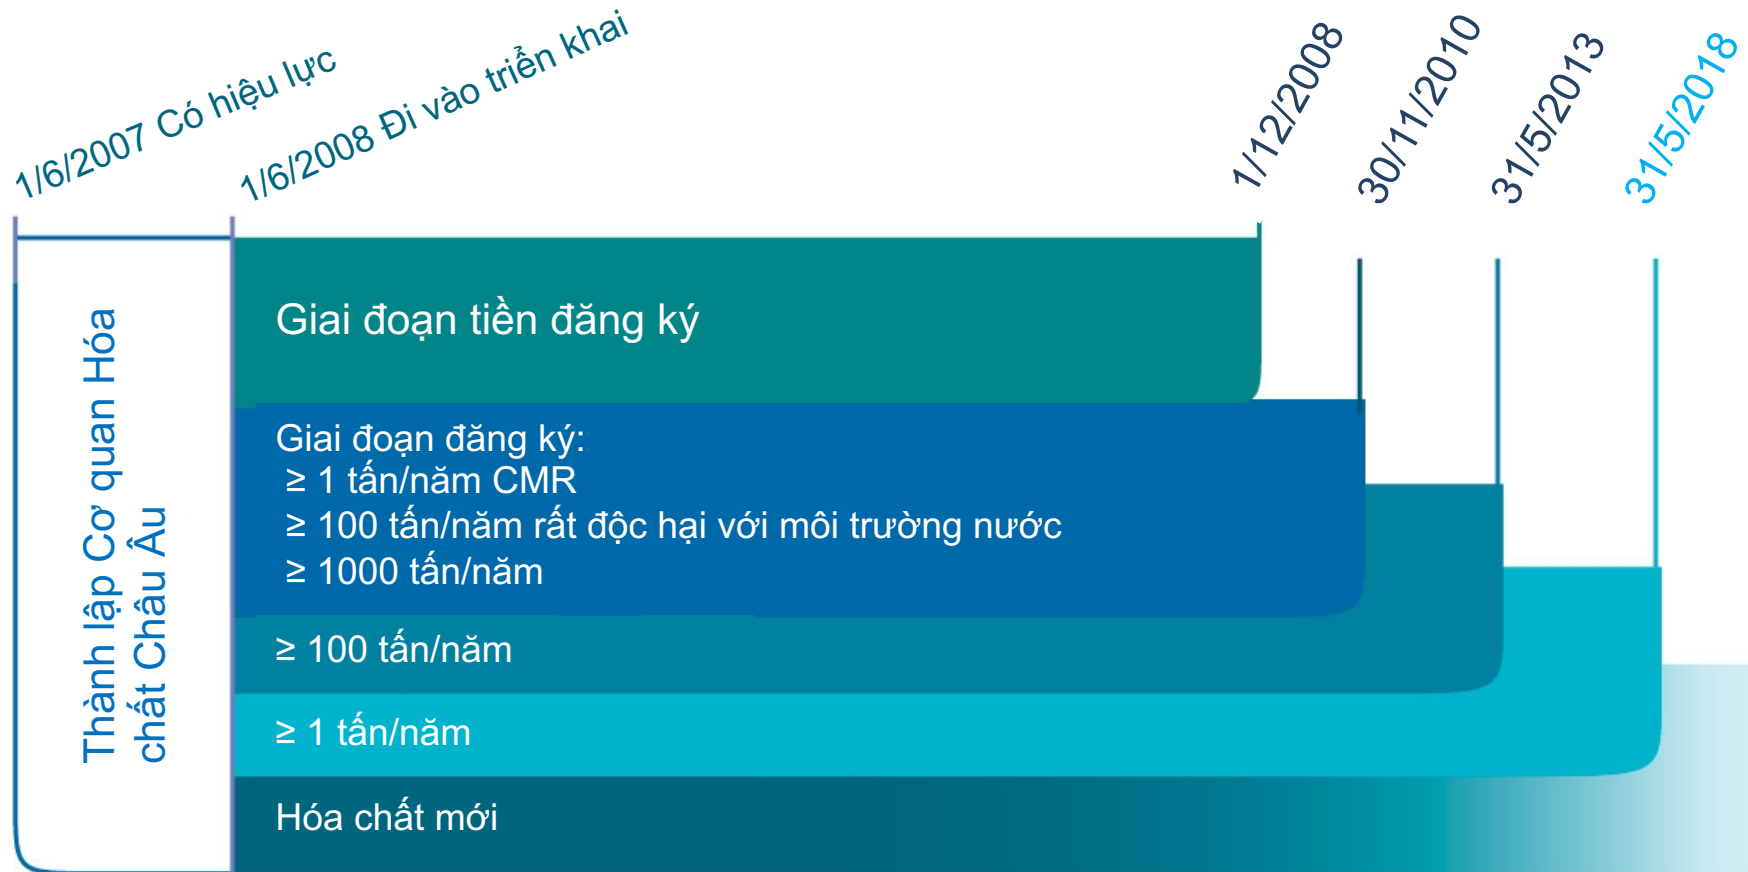 1/6/2007 Có hiệu lực
1/6/2008 Đi vào triển khai
1/12/2008
30/11/2010
31/5/2013
31/5/2018
Thành lập Cơ quan Hóa
chất Châu Âu
Giai đoạn tiền đăng ký
Giai đoạn đăng ký:
≥ 1 tấn/năm CMR
≥ 100 tấn/năm rất độc hại với môi trường nước
≥ 1000 tấn/năm
≥ 100 tấn/năm
≥ 1 tấn/năm
Hóa chất mới